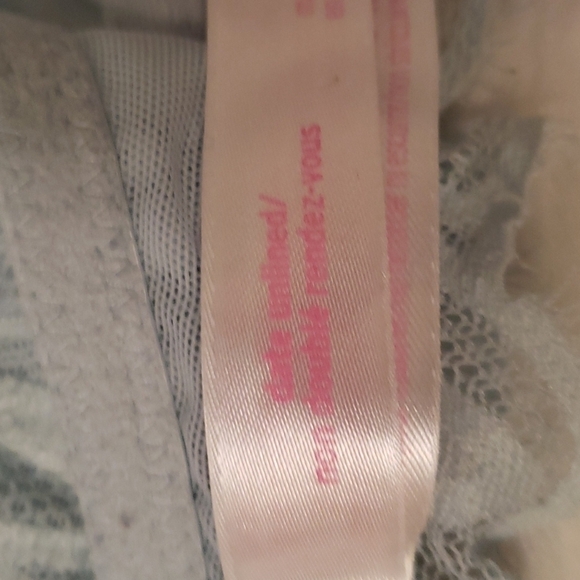 date unlined/
non doublé rendez-vous